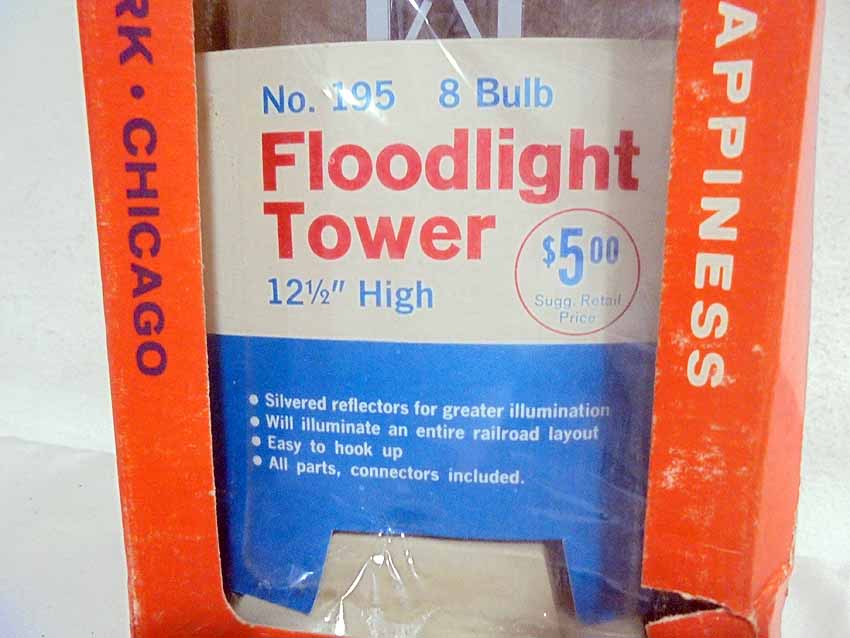 RK • CHICAGO
No. 195 8 Bulb
Floodlight
Tower
12½" High
$5.00
Sugg. Retail
Price
• Silvered reflectors for greater illumination
• Will illuminate an entire railroad layout
• Easy to hook up
• All parts, connectors included.
APPINESS